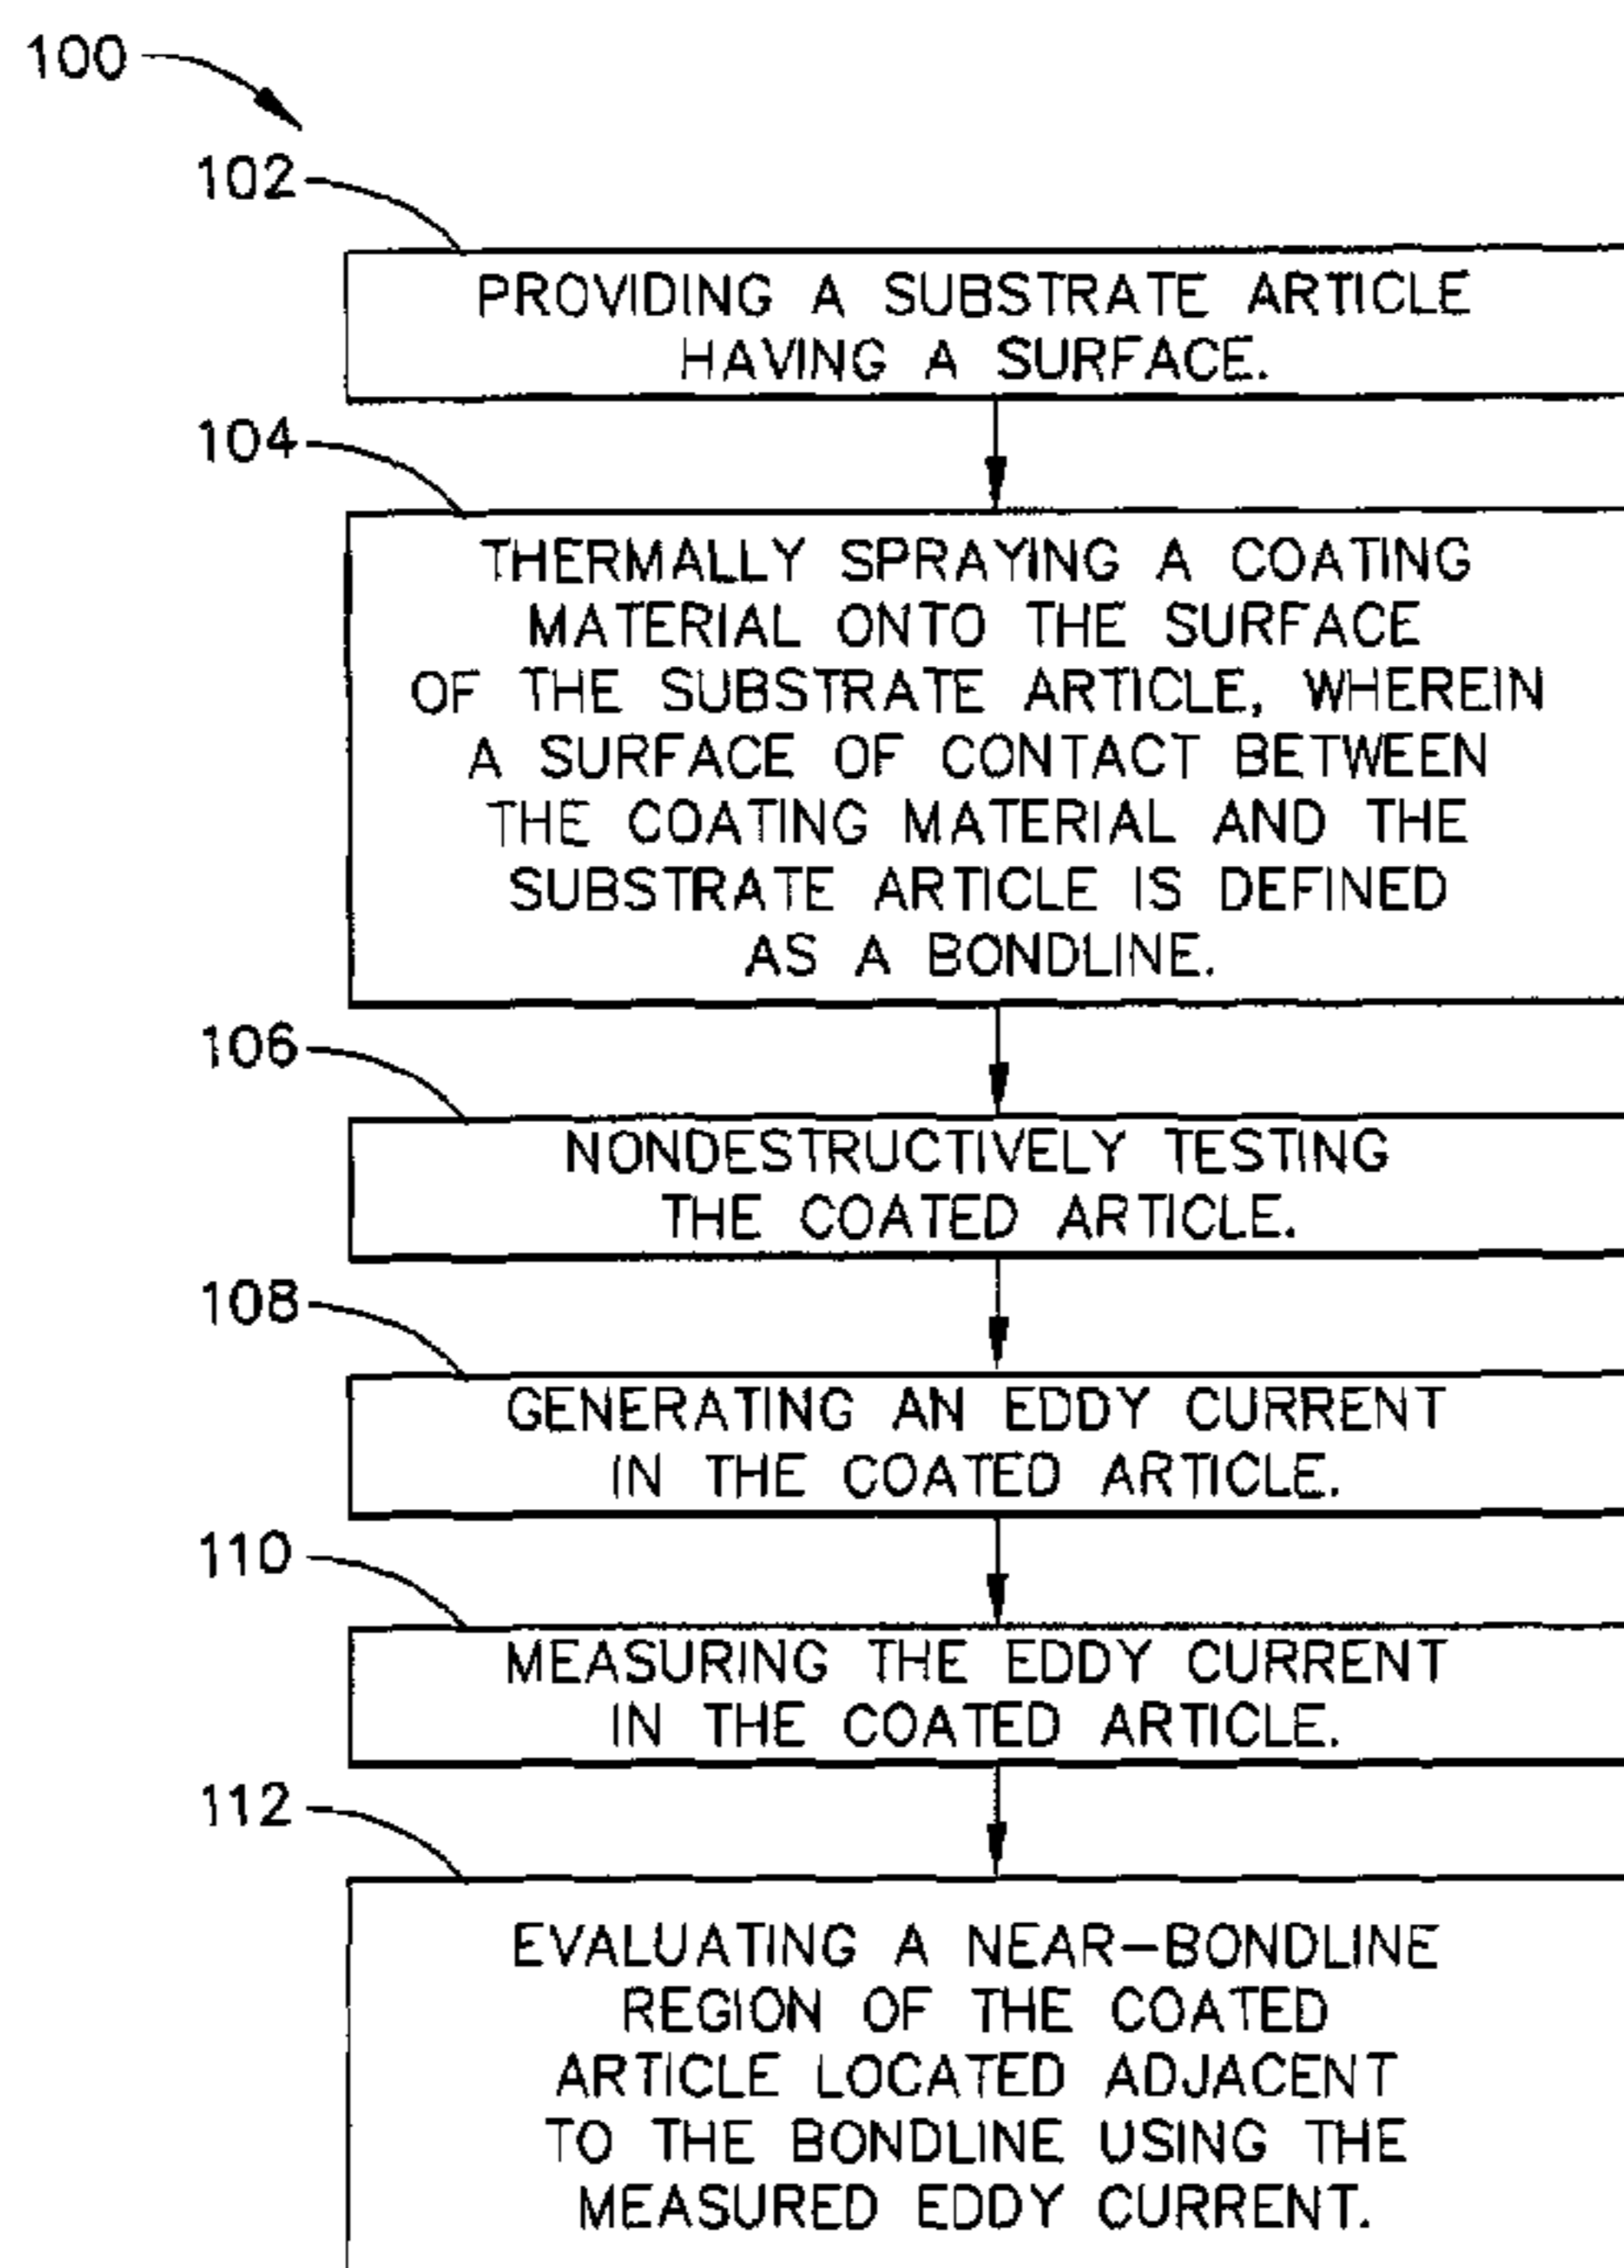 100
102
PROVIDING A SUBSTRATE ARTICLE
HAVING A SURFACE.
104
THERMALLY SPRAYING A COATING
MATERIAL ONTO THE SURFACE
OF THE SUBSTRATE ARTICLE, WHEREIN
A SURFACE OF CONTACT BETWEEN
THE COATING MATERIAL AND THE
SUBSTRATE ARTICLE IS DEFINED
AS A BONDLINE.
106
NONDESTRUCTIVELY TESTING
THE COATED ARTICLE.
108
GENERATING AN EDDY CURRENT
IN THE COATED ARTICLE.
110
MEASURING THE EDDY CURRENT
IN THE COATED ARTICLE.
112
EVALUATING A NEAR-BONDLINE
REGION OF THE COATED
ARTICLE LOCATED ADJACENT
TO THE BONDLINE USING THE
MEASURED EDDY CURRENT.